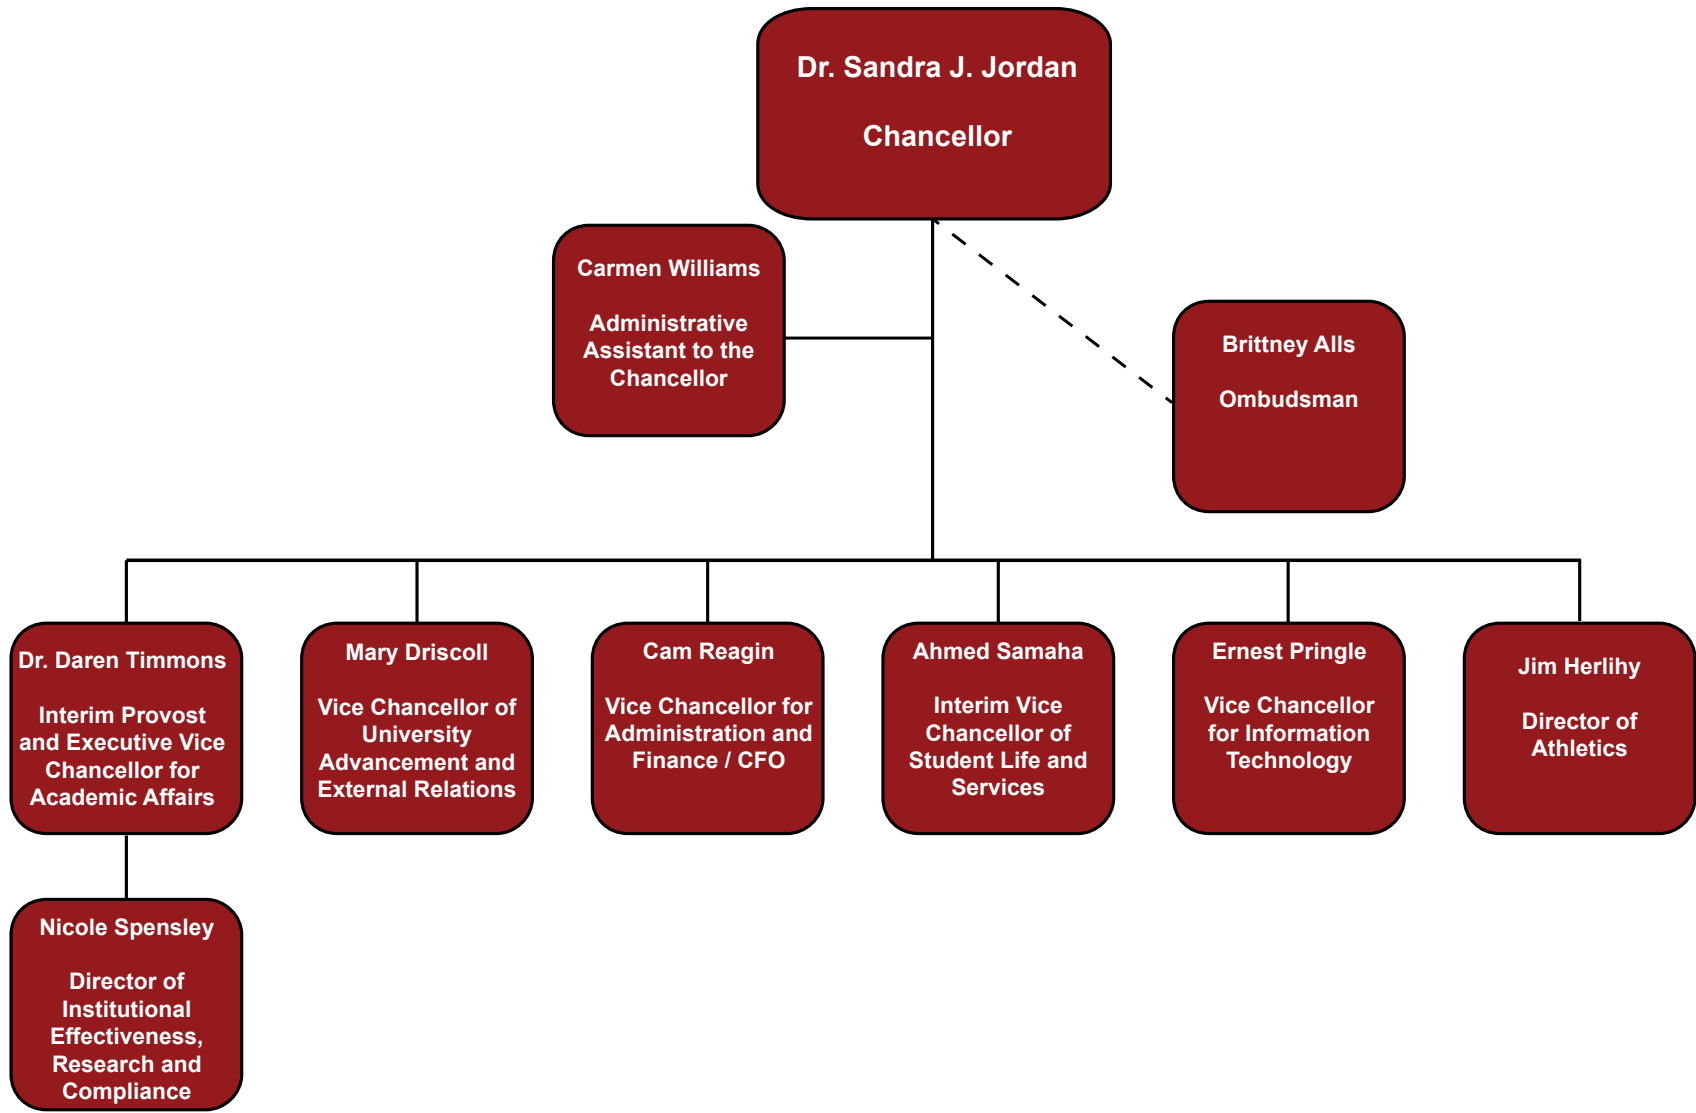 Dr. Sandra J. Jordan
Chancellor
Carmen Williams
Administrative
Assistant to the
Chancellor
Brittney Alls
Ombudsman
Dr. Daren Timmons
Interim Provost
and Executive Vice
Chancellor for
Academic Affairs
Mary Driscoll
Vice Chancellor of
University
Advancement and
External Relations
Cam Reagin
Vice Chancellor for
Administration and
Finance / CFO
Ahmed Samaha
Interim Vice
Chancellor of
Student Life and
Services
Ernest Pringle
Vice Chancellor
for Information
Technology
Jim Herlihy
Director of
Athletics
Nicole Spensley
Director of
Institutional
Effectiveness,
Research and
Compliance